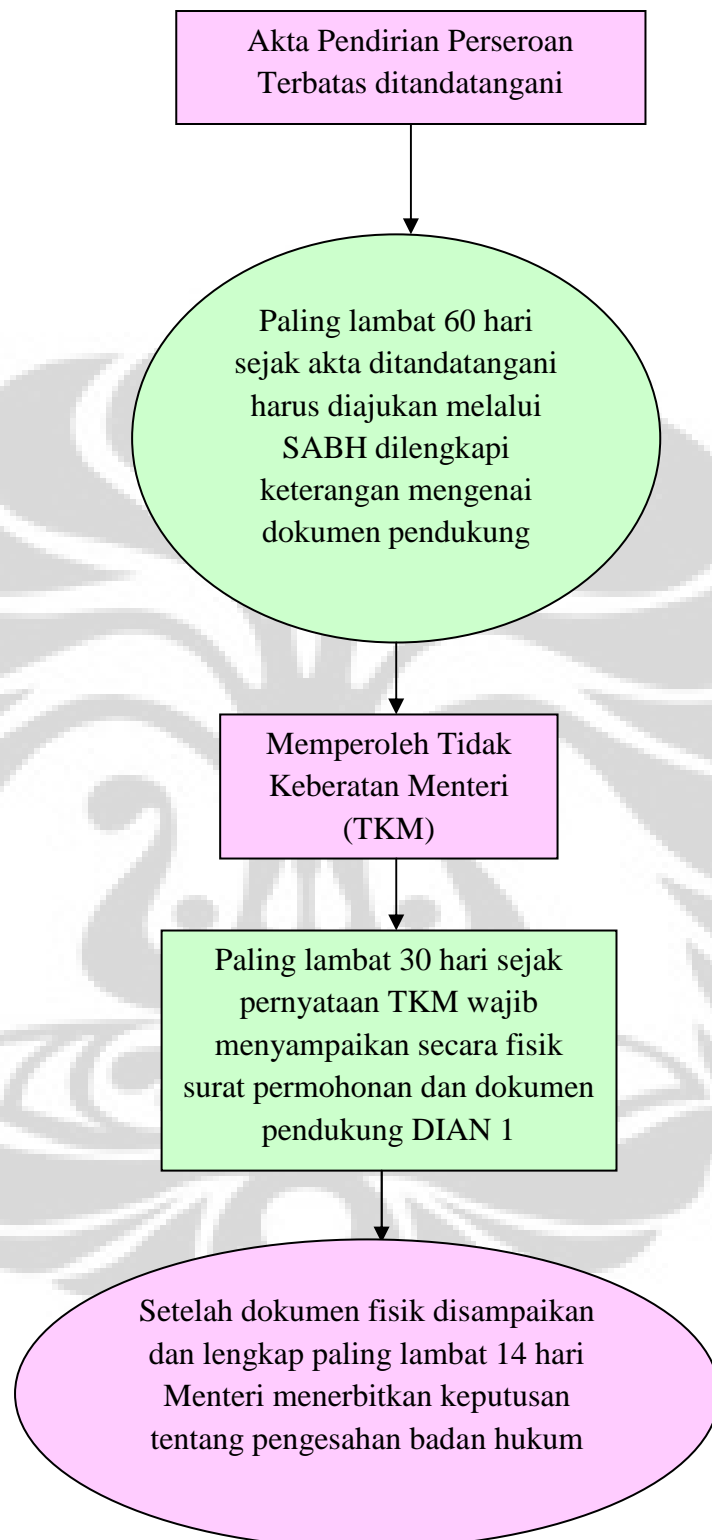 Akta Pendirian Perseroan
Terbatas ditandatangani
Paling lambat 60 hari
sejak akta ditandatangani
harus diajukan melalui
SABH dilengkapi
keterangan mengenai
dokumen pendukung
Memperoleh Tidak
Keberatan Menteri
(TKM)
Paling lambat 30 hari sejak
pernyataan TKM wajib
menyampaikan secara fisik
surat permohonan dan dokumen
pendukung DIAN 1
Setelah dokumen fisik disampaikan
dan lengkap paling lambat 14 hari
Menteri menerbitkan keputusan
tentang pengesahan badan hukum